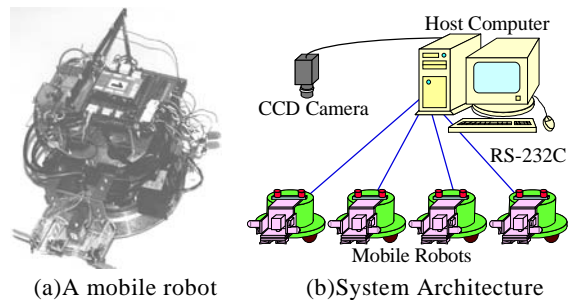 Host Computer
CCD Camera
RS-232C
Mobile Robots
(a)A mobile robot
(b)System Architecture